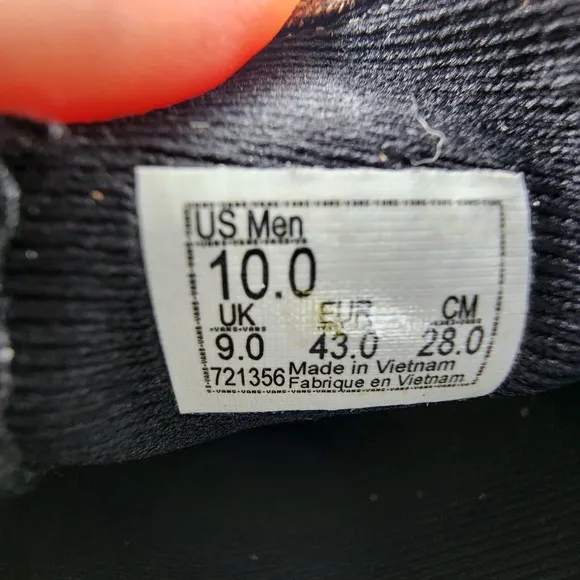 US Men
10.0
UK EUR CM
9.0 43.0 28.0
721356 Made in Vietnam
Fabrique en Vietnam